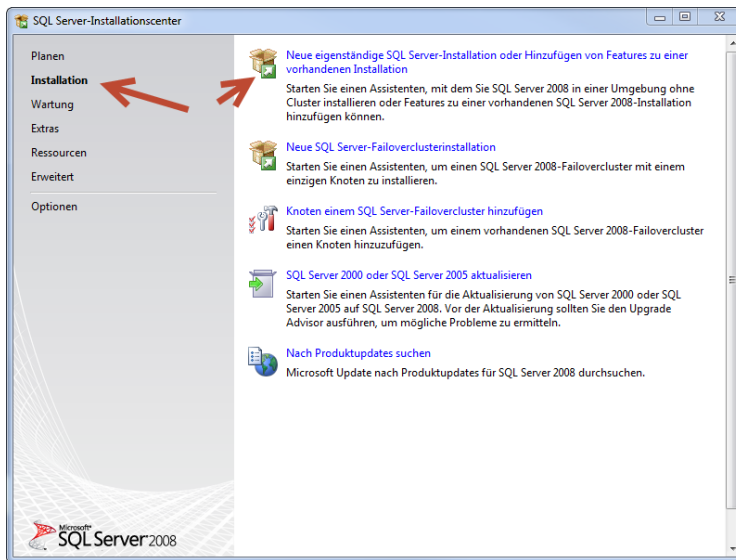 SQL Server-Installationscenter
Planen
Installation
Wartung
Extras
Ressourcen
Erweitert
Optionen
Neue eigenständige SQL Server-Installation oder Hinzufügen von Features zu einer
vorhandenen Installation
Starten Sie einen Assistenten, mit dem Sie SQL Server 2008 in einer Umgebung ohne
Cluster installieren oder Features zu einer vorhandenen SQL Server 2008-Installation
hinzufügen können.
Neue SQL Server-Failoverclusterinstallation
Starten Sie einen Assistenten, um einen SQL Server 2008-Failovercluster mit einem
einzigen Knoten zu installieren.
Knoten einem SQL Server-Failovercluster hinzufügen
Starten Sie einen Assistenten, um einem vorhandenen SQL Server 2008-Failovercluster
einen Knoten hinzuzufügen.
SQL Server 2000 oder SQL Server 2005 aktualisieren
Starten Sie einen Assistenten für die Aktualisierung von SQL Server 2000 oder SQL
Server 2005 auf SQL Server 2008. Vor der Aktualisierung sollten Sie den Upgrade
Advisor ausführen, um mögliche Probleme zu ermitteln.
Nach Produktupdates suchen
Microsoft Update nach Produktupdates für SQL Server 2008 durchsuchen.
Microsoft
SQL Server 2008